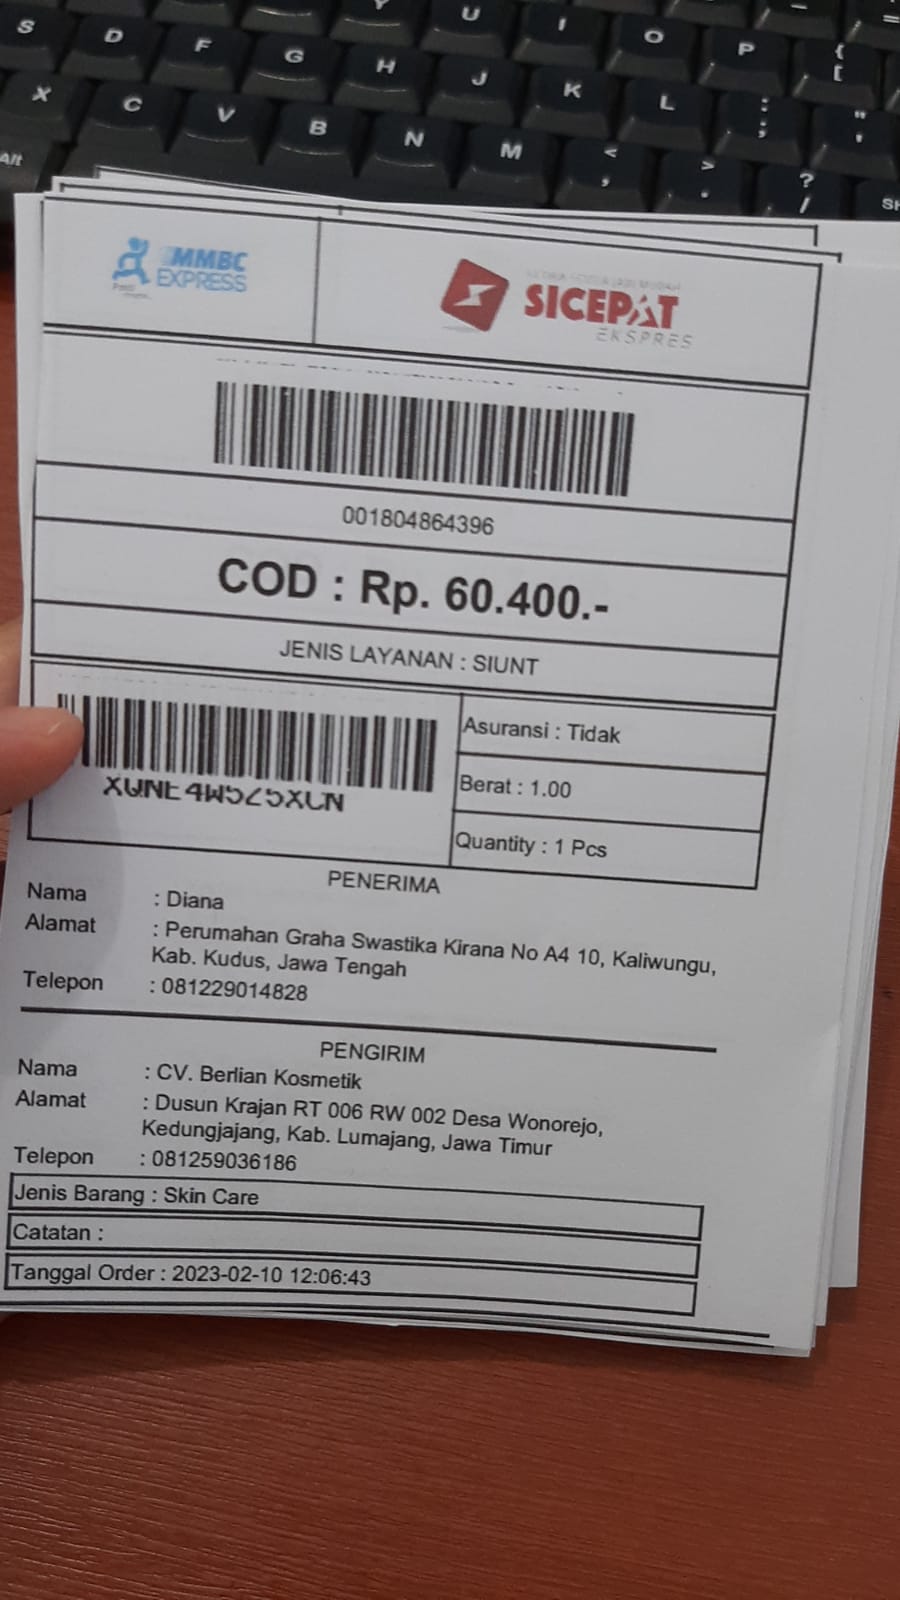 Y U I O P { [
S D F G H J K L : ; " '
X C V B N M < , > . ? /
Alt
MMBC
EXPRESS
SICEPAT
EKSPRES
001804864396
COD : Rp. 60.400.-
JENIS LAYANAN : SIUNT
Asuransi : Tidak
Berat : 1.00
Quantity : 1 Pcs
PENERIMA
Nama : Diana
Alamat : Perumahan Graha Swastika Kirana No A4 10, Kaliwungu,
Kab. Kudus, Jawa Tengah
Telepon : 081229014828
PENGIRIM
Nama : CV. Berlian Kosmetik
Alamat : Dusun Krajan RT 006 RW 002 Desa Wonorejo,
Kedungjajang, Kab. Lumajang, Jawa Timur
Telepon : 081259036186
Jenis Barang : Skin Care
Catatan :
Tanggal Order : 2023-02-10 12:06:43